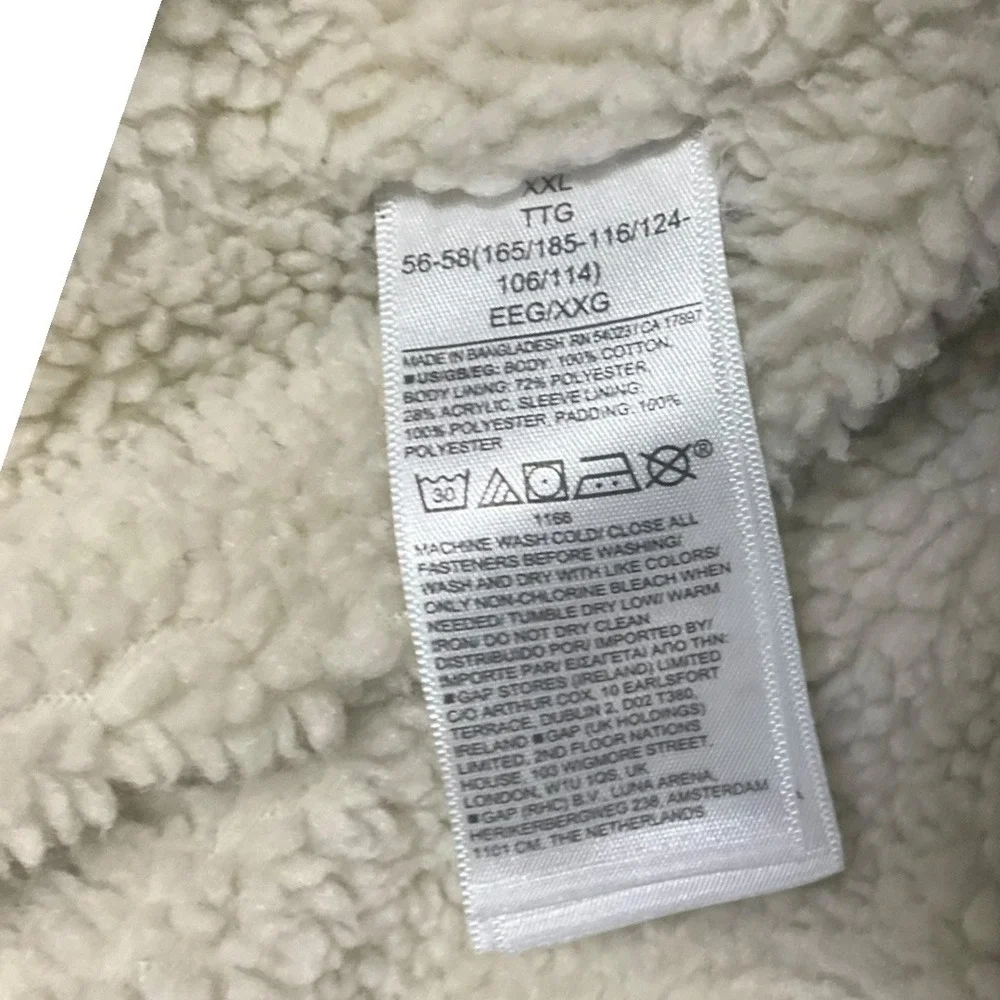 XXL
TTG
56-58(165/185-116/124-
106/114)
EEG/XXG
MADE IN BANGLADESH RN 54023/ CA 17897
■US/GB/EG: BODY: 100% COTTON,
BODY LINING: 72% POLYESTER,
28% ACRYLIC, SLEEVE LINING:
100% POLYESTER, PADDING: 100%
POLYESTER
30 ®
1166
MACHINE WASH COLD/ CLOSE ALL
FASTENERS BEFORE WASHING/
WASH AND DRY WITH LIKE COLORS/
ONLY NON-CHLORINE BLEACH WHEN
NEEDED/ TUMBLE DRY LOW/ WARM
IRON/ DO NOT DRY CLEAN
DISTRIBUIDO POR/ IMPORTED BY/
IMPORTE PAR/ ΕΙΣΑΓΕΤΑΙ ΑΠΟ ΤΗΝ:
■GAP STORES (IRELAND) LIMITED
C/O ARTHUR COX, 10 EARLSFORT
TERRACE, DUBLIN 2, D02 T380,
IRELAND ■GAP (UK HOLDINGS)
LIMITED, 2ND FLOOR NATIONS
HOUSE, 103 WIGMORE STREET,
LONDON, W1U 1QS, UK
■GAP (RHC) B.V., LUNA ARENA,
HERIKERBERGWEG 238, AMSTERDAM
1101 CM, THE NETHERLANDS